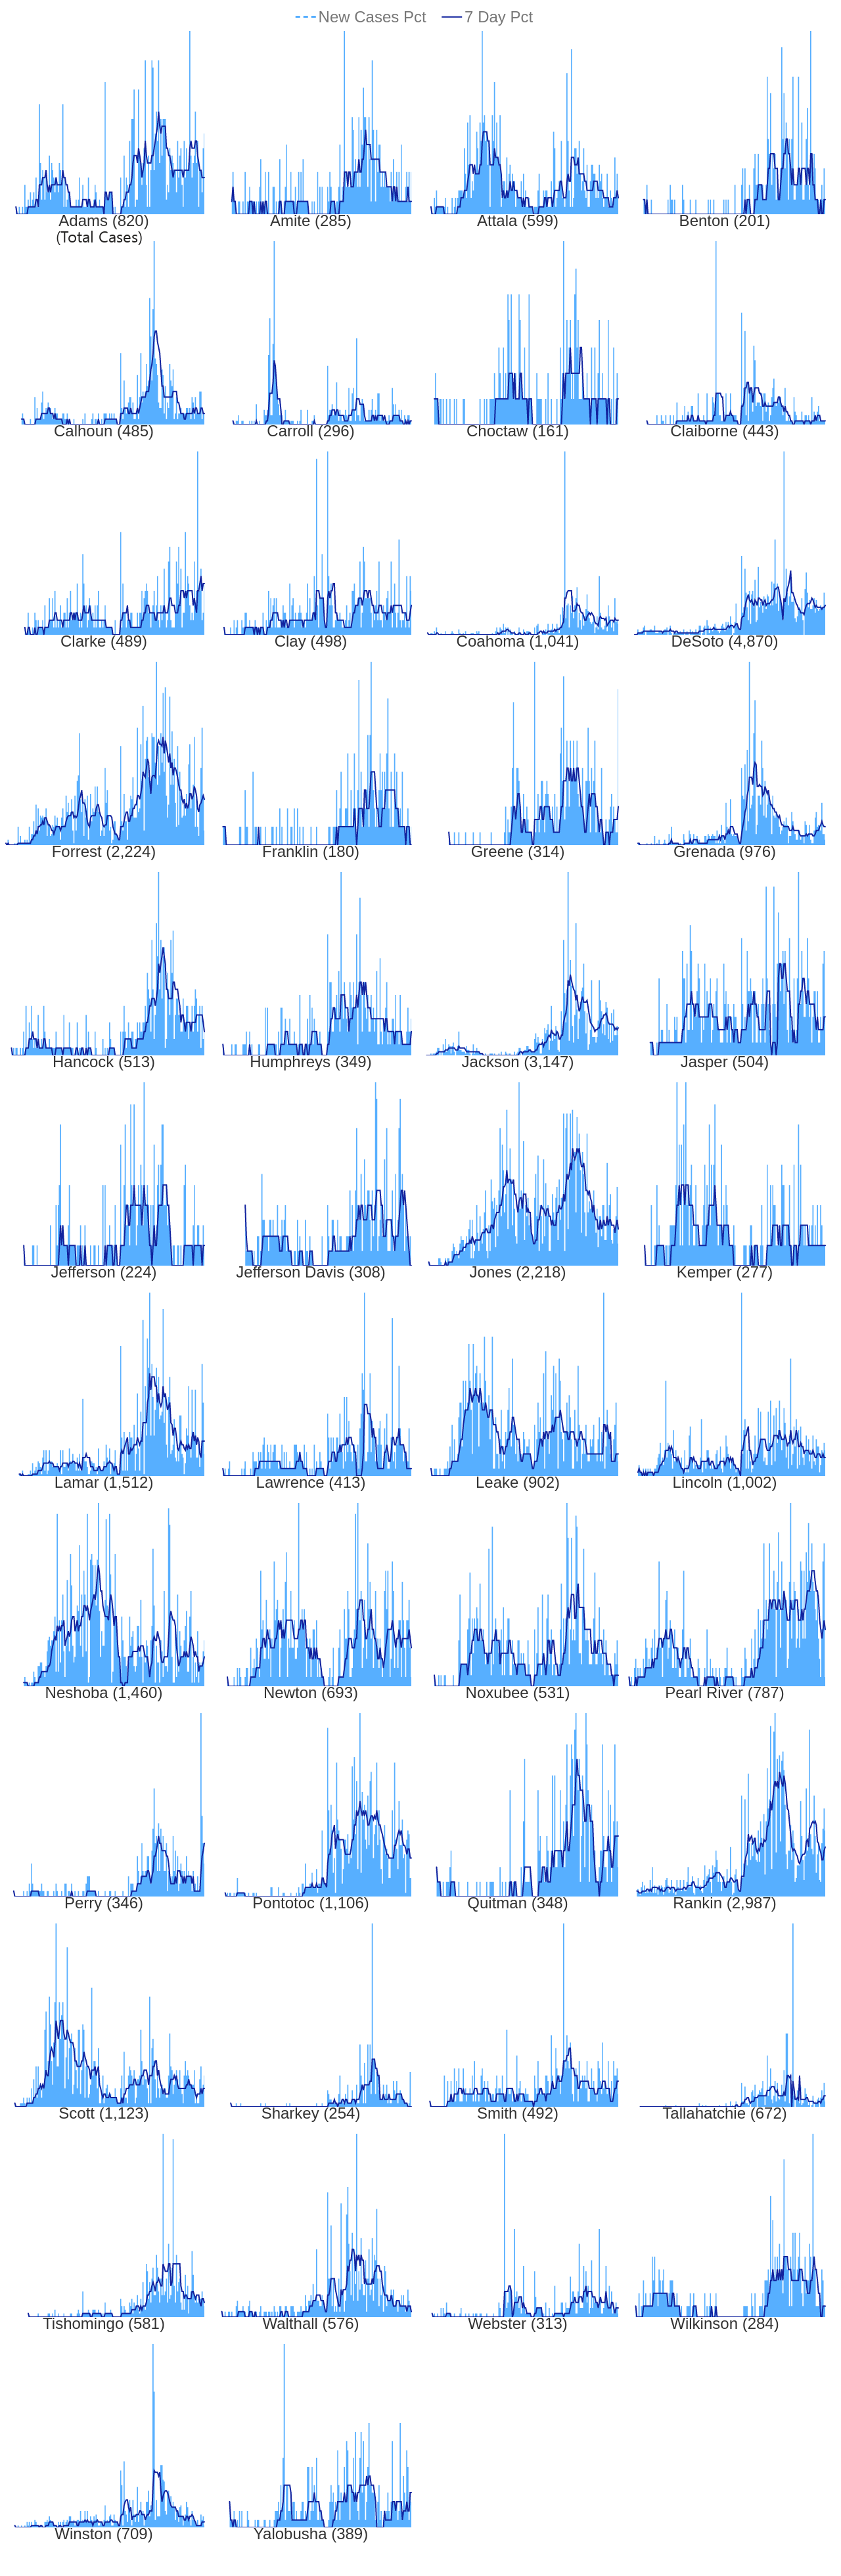 New Cases Pct 7 Day Pct
Adams (820) Amite (285) Attala (599) Benton (201)
(Total Cases)
Calhoun (485) Carroll (296) Choctaw (161) Claiborne (443)
Clarke (489) Clay (498) Coahoma (1,041) DeSoto (4,870)
Forrest (2,224) Franklin (180) Greene (314) Grenada (976)
Hancock (513) Humphreys (349) Jackson (3,147) Jasper (504)
Jefferson (224) Jefferson Davis (308) Jones (2,218) Kemper (277)
Lamar (1,512) Lawrence (413) Leake (902) Lincoln (1,002)
Neshoba (1,460) Newton (693) Noxubee (531) Pearl River (787)
Perry (346) Pontotoc (1,106) Quitman (348) Rankin (2,987)
Scott (1,123) Sharkey (254) Smith (492) Tallahatchie (672)
Tishomingo (581) Walthall (576) Webster (313) Wilkinson (284)
Winston (709) Yalobusha (389)